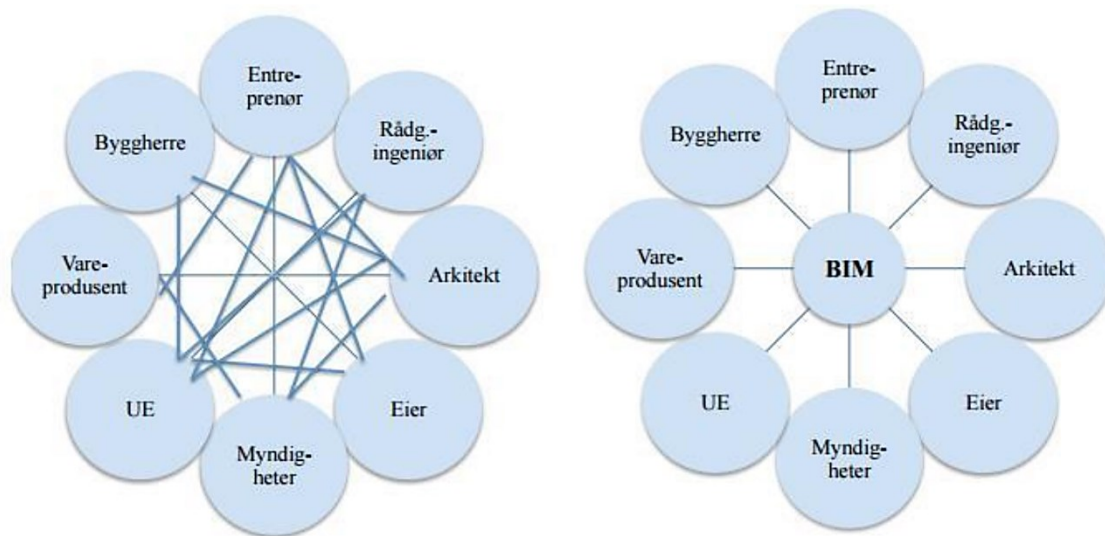 Entre-
prenør
Rådg.-
ingeniør
Arkitekt
Eier
Myndig-
heter
UE
Vare-
produsent
Byggherre
Entre-
prenør
Rådg.-
ingeniør
Arkitekt
Eier
Myndig-
heter
UE
Vare-
produsent
Byggherre
BIM